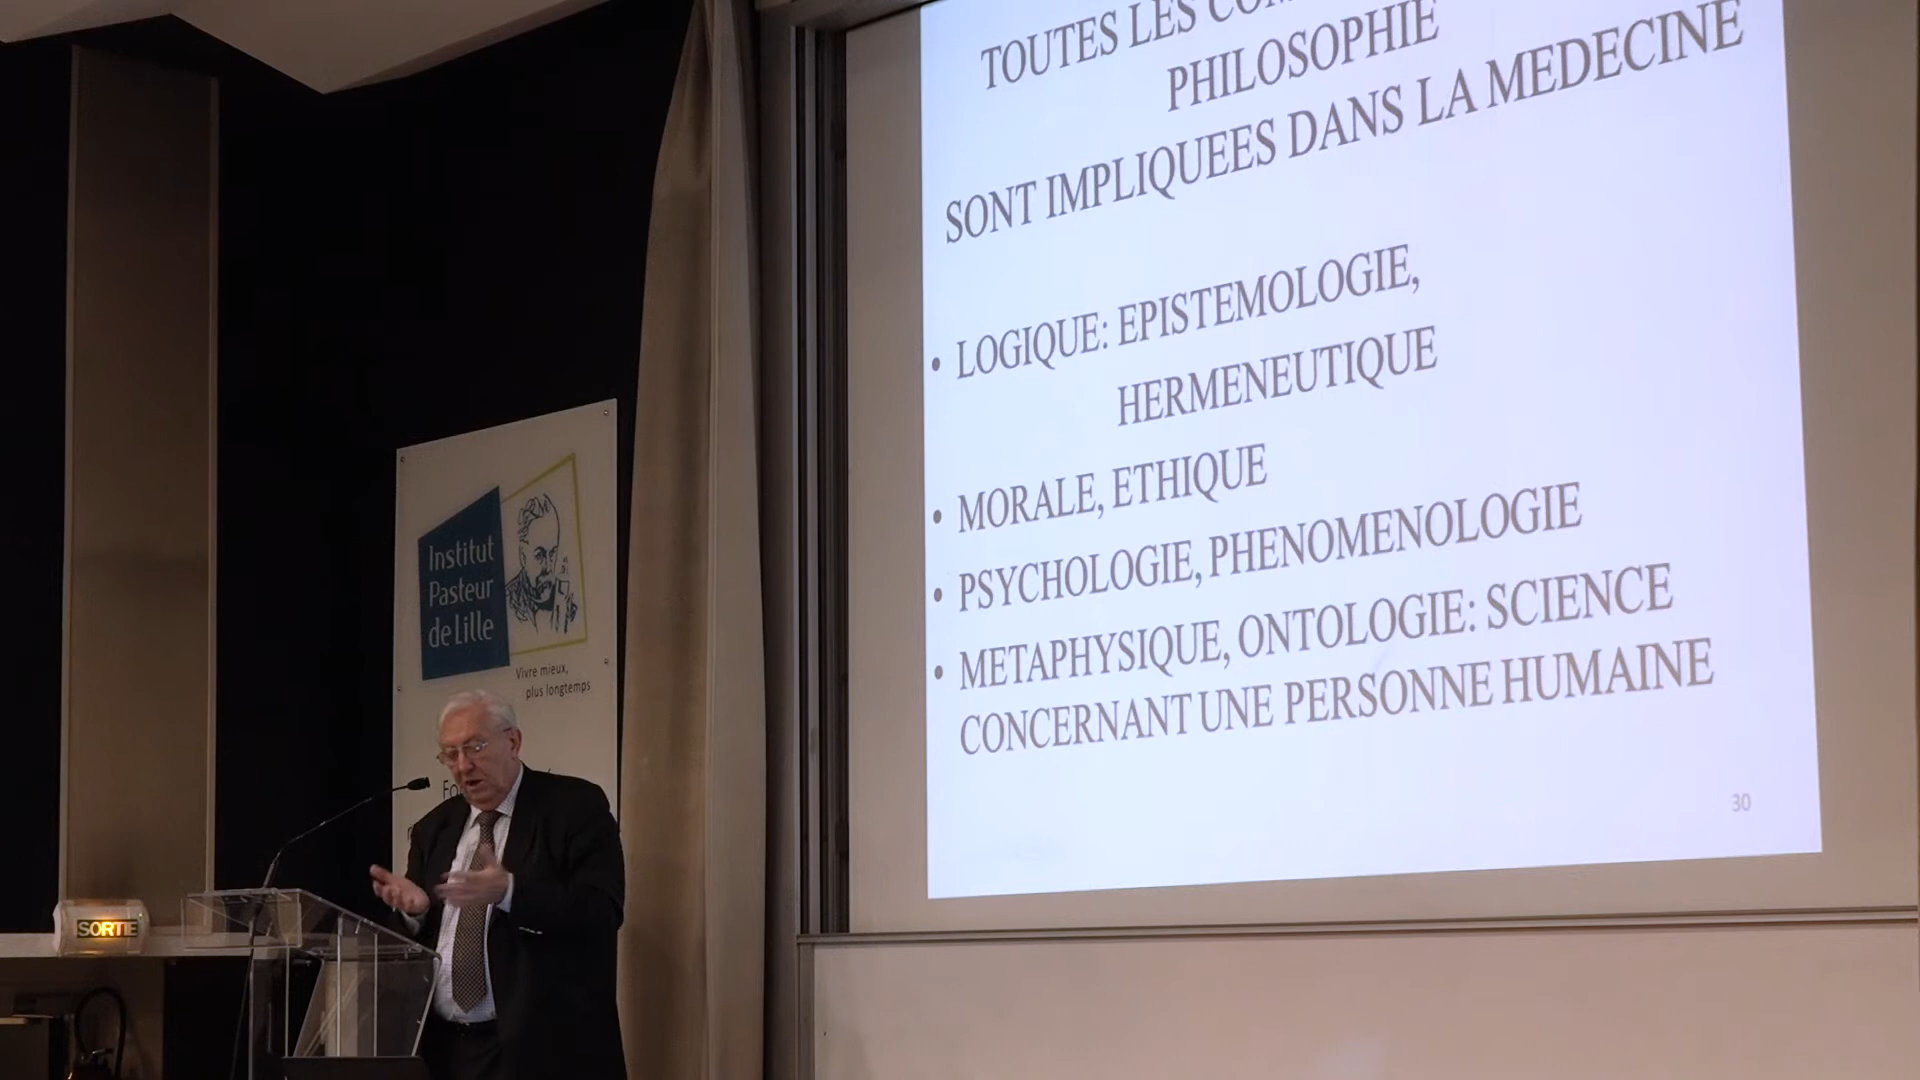 TOUTES LES
PHILOSOPHIE
SONT IMPLIQUEES DANS LA MEDECINE
• LOGIQUE: EPISTEMOLOGIE,
HERMENEUTIQUE
• MORALE, ETHIQUE
• PSYCHOLOGIE, PHENOMENOLOGIE
• METAPHYSIQUE, ONTOLOGIE: SCIENCE
CONCERNANT UNE PERSONNE HUMAINE
30
Institut
Pasteur
de Lille
Vivre mieux,
plus longtemps
SORTIE